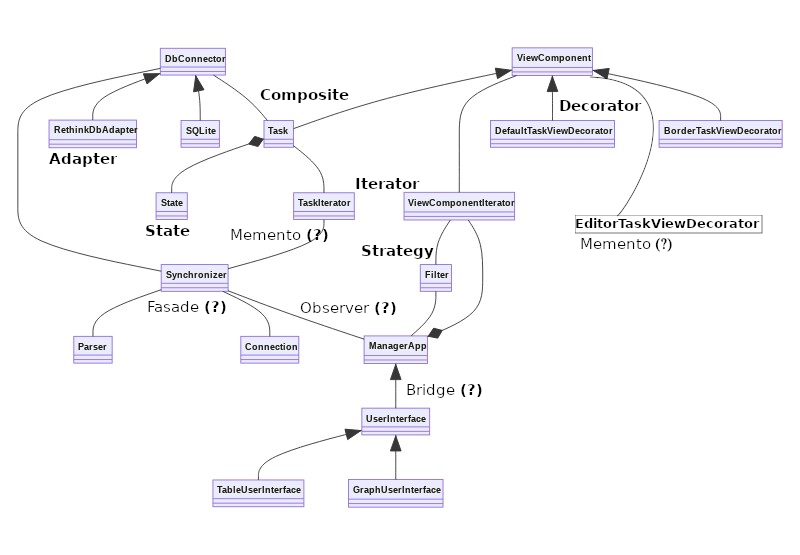 DbConnector
ViewComponent
Composite
Decorator
RethinkDbAdapter
SQLite
Task
DefaultTaskViewDecorator
BorderTaskViewDecorator
Adapter
Iterator
State
TaskIterator
ViewComponentIterator
State
Memento (?)
EditorTaskViewDecorator
Memento (?)
Strategy
Synchronizer
Filter
Fasade (?)
Observer (?)
Parser
Connection
ManagerApp
Bridge (?)
UserInterface
TableUserInterface
GraphUserInterface